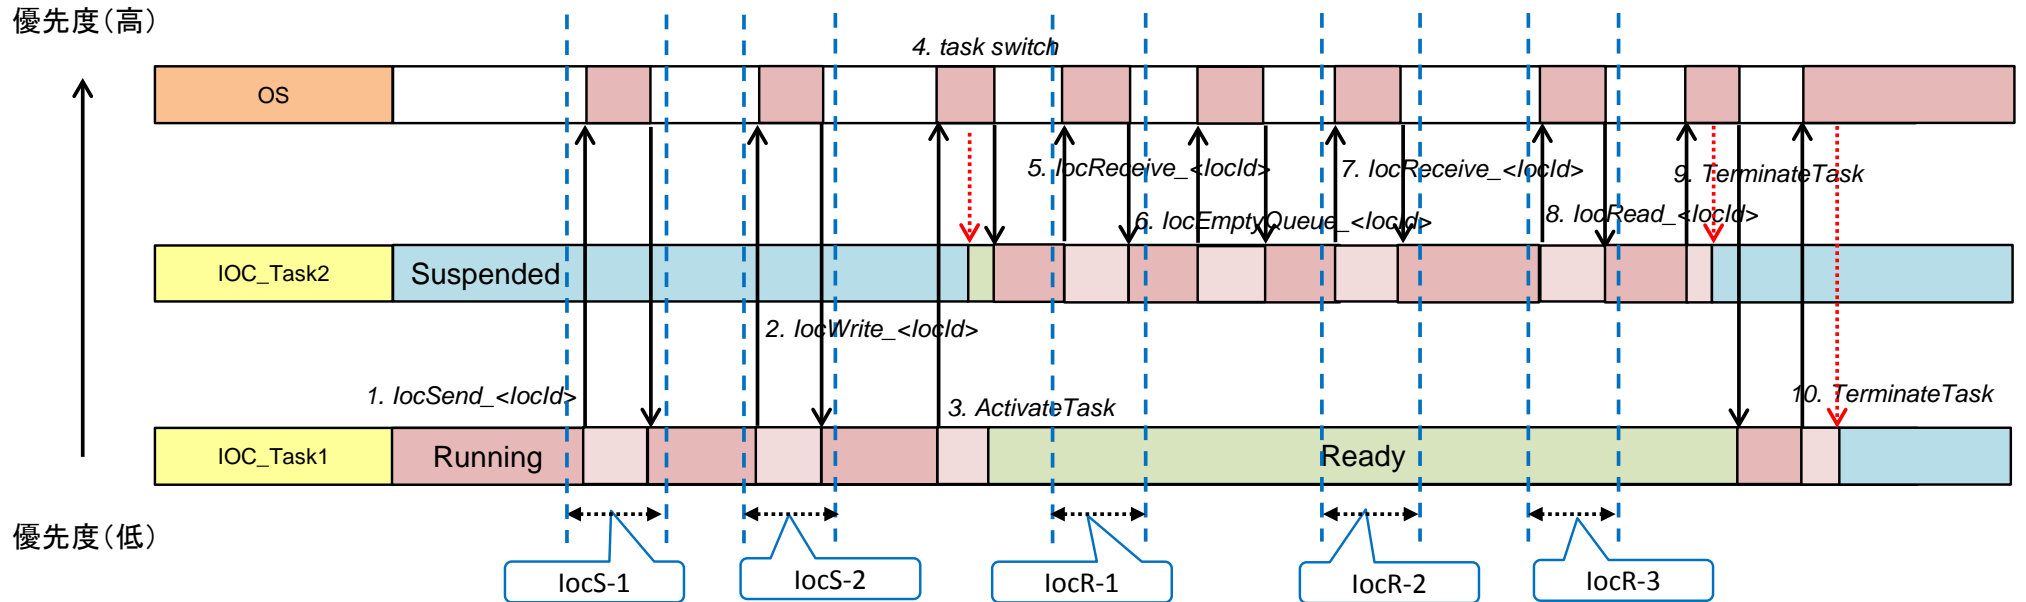 優先度(高)
4. task switch
OS
5. IocReceive_<IocId>
7. IocReceive_<IocId>
9. TerminateTask
6. IocEmptyQueue_<IocId>
8. IocRead_<IocId>
IOC_Task2
Suspended
2. IocWrite_<IocId>
1. IocSend_<IocId>
3. ActivateTask
10. TerminateTask
IOC_Task1
Running
Ready
優先度(低)
IocS-1
IocS-2
IocR-1
IocR-2
IocR-3